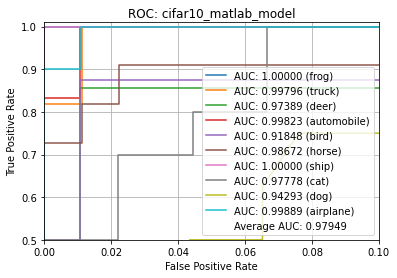 ROC: cifar10_matlab_model
1.0
0.9
0.8
0.7
0.6
0.5
True Positive Rate
AUC: 1.00000 (frog)
AUC: 0.99796 (truck)
AUC: 0.97389 (deer)
AUC: 0.99823 (automobile)
AUC: 0.91848 (bird)
AUC: 0.98672 (horse)
AUC: 1.00000 (ship)
AUC: 0.97778 (cat)
AUC: 0.94293 (dog)
AUC: 0.99889 (airplane)
Average AUC: 0.97949
0.00 0.02 0.04 0.06 0.08 0.10
False Positive Rate